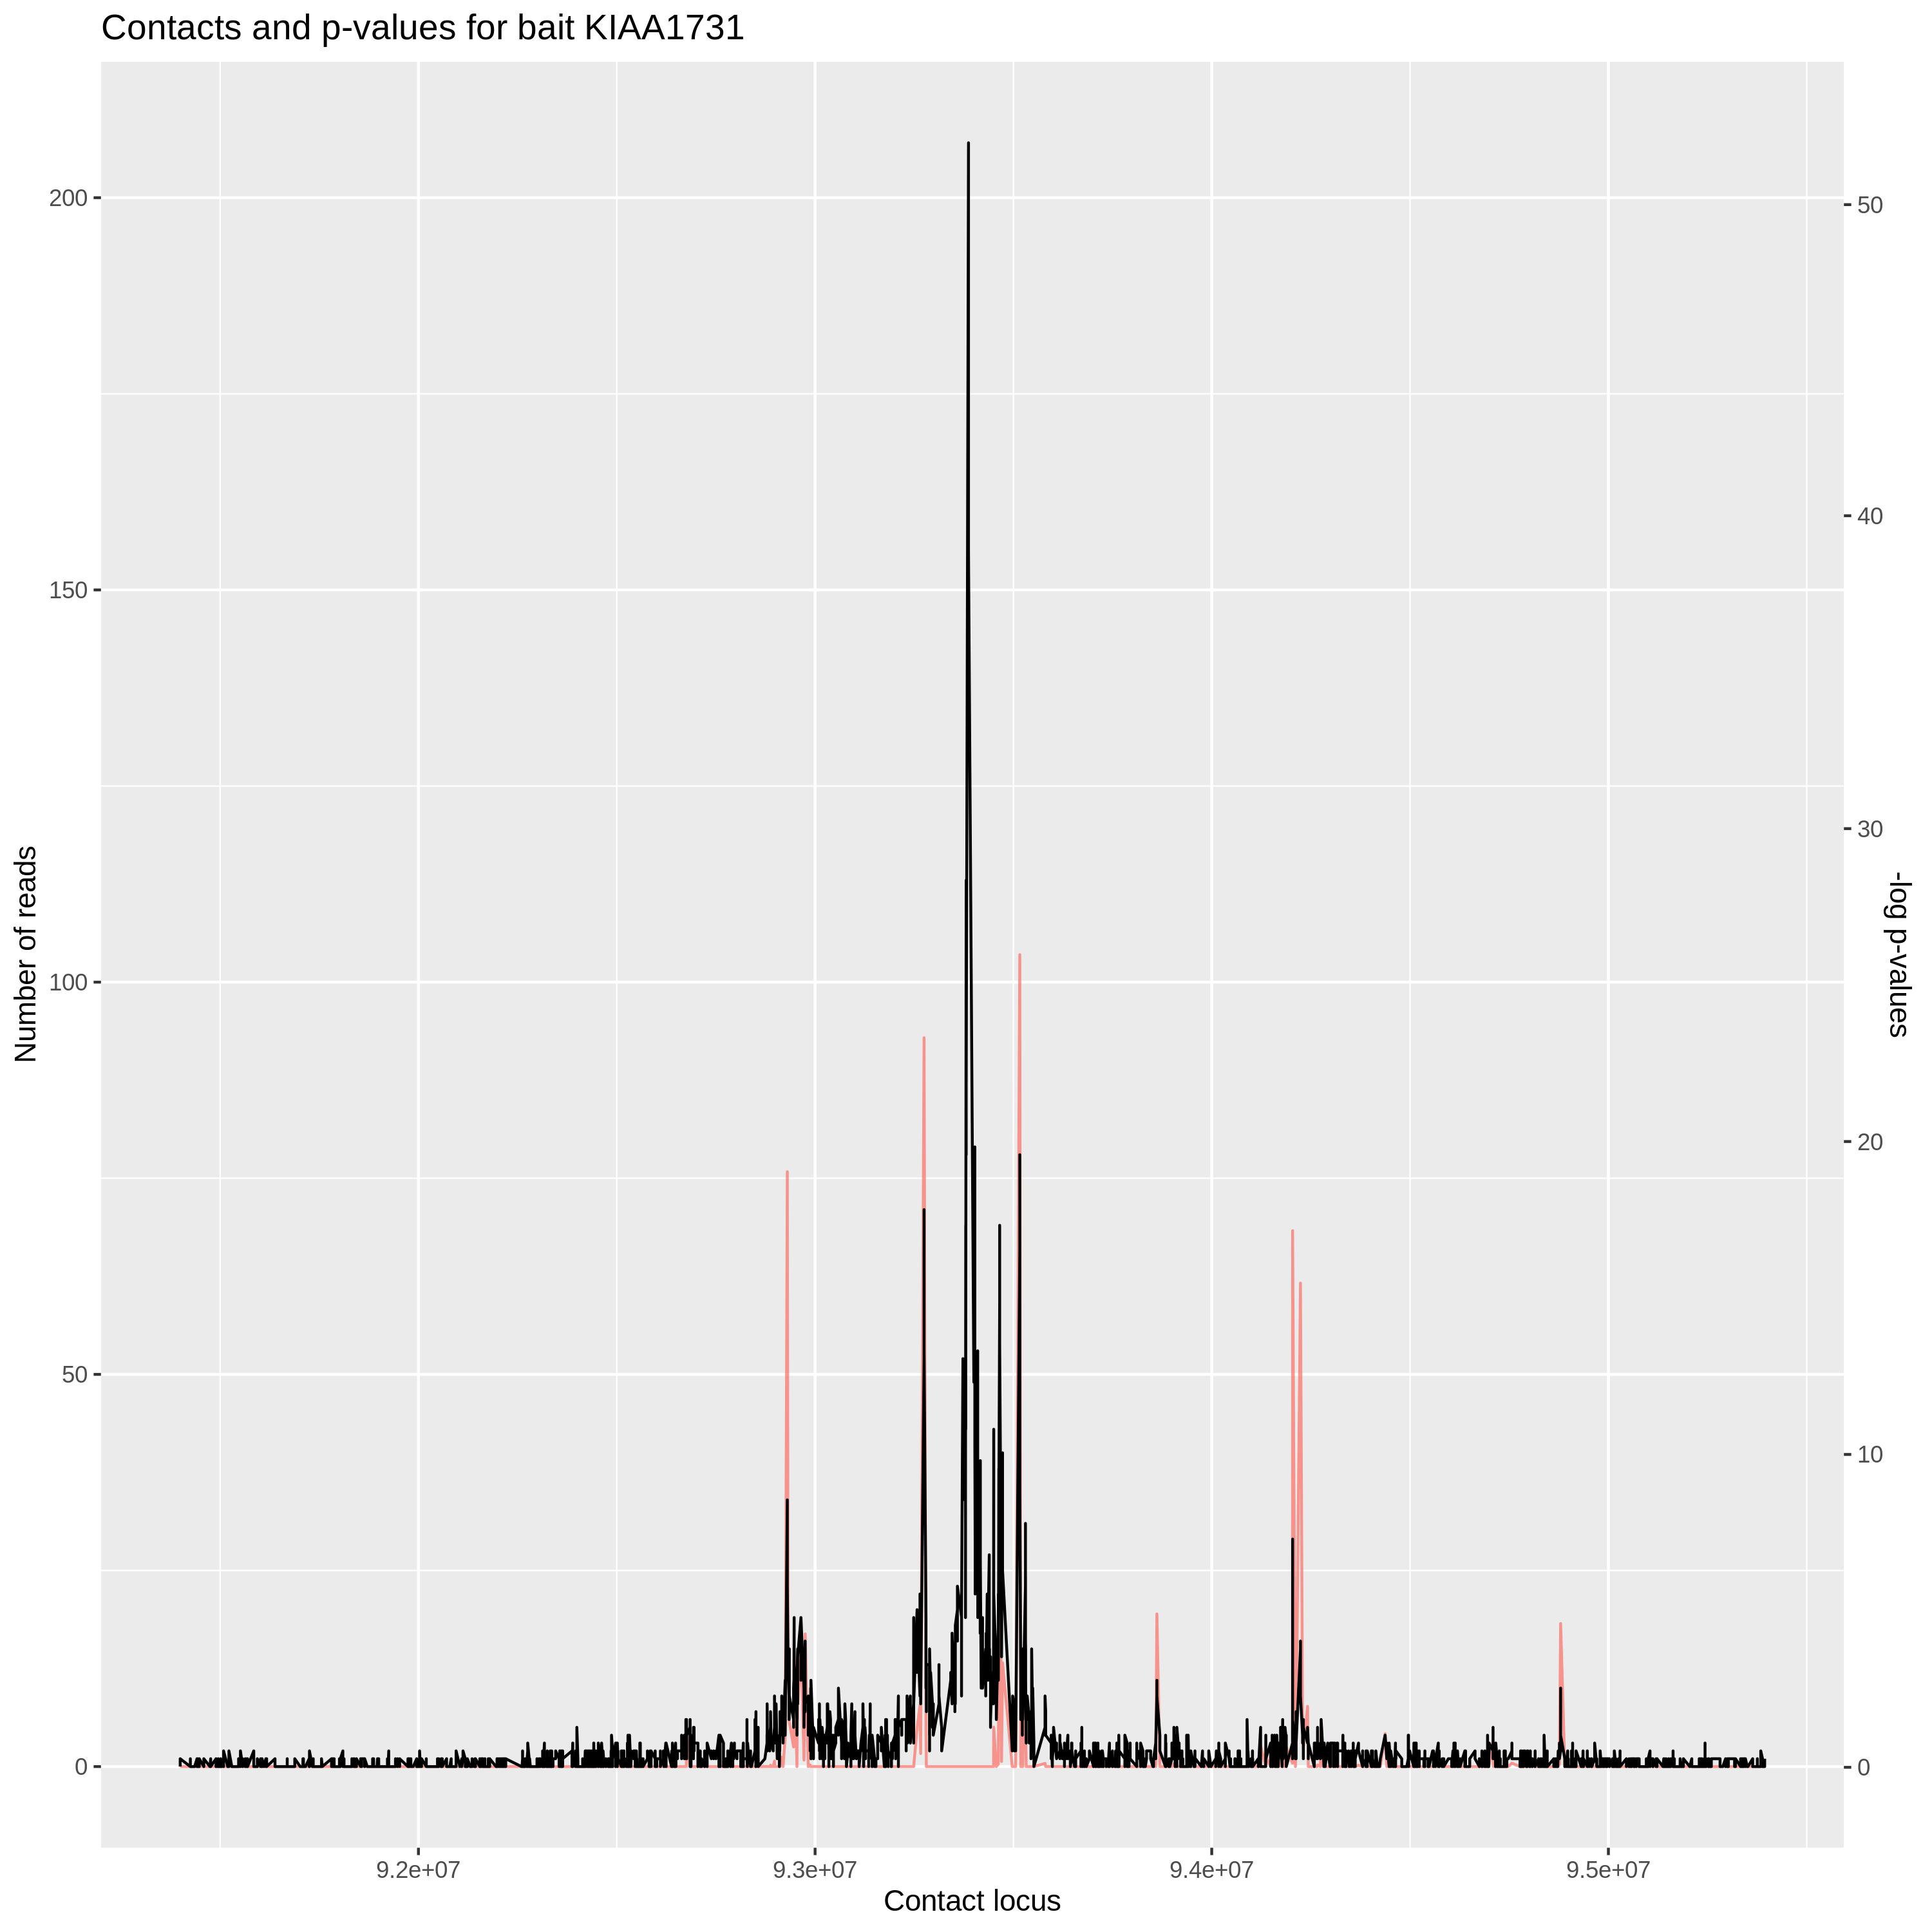 Contacts and p-values for bait KIAA1731
200
150
100
50
0
Number of reads
50
40
30
20
10
0
-log p-values
9.2e+07
9.3e+07
9.4e+07
9.5e+07
Contact locus